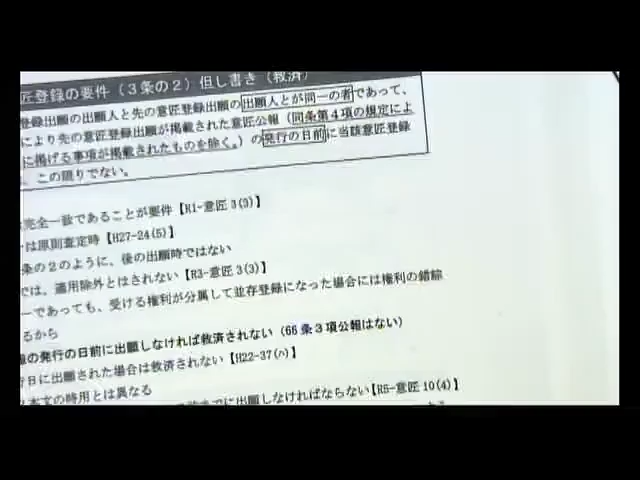 匠登録の要件（３条の２）但し書き（救済）
登録出願の出願人と先の意匠登録出願の出願人とが同一の者であって、
により先の意匠登録出願が掲載された意匠公報（同条第４項の規定によ
に掲げる事項が掲載されたものを除く。）の発行の日前に当該意匠登録
、この限りでない。
完全一致であることが要件【R1-意匠3(3)】
は原則査定時【H27-24(5)】
条の２のように、後の出願時ではない
では、適用除外とはされない【R3-意匠3(3)】
ーであっても、受ける権利が分属して並存登録になった場合には権利の錯綜
るから
の発行の日前に出願しなければ救済されない（66条３項公報はない）
行日に出願された場合は救済されない【H22-37(ハ)】
本文の時用とは異なる
までに出願しなければならない【R5-意匠10(4)】